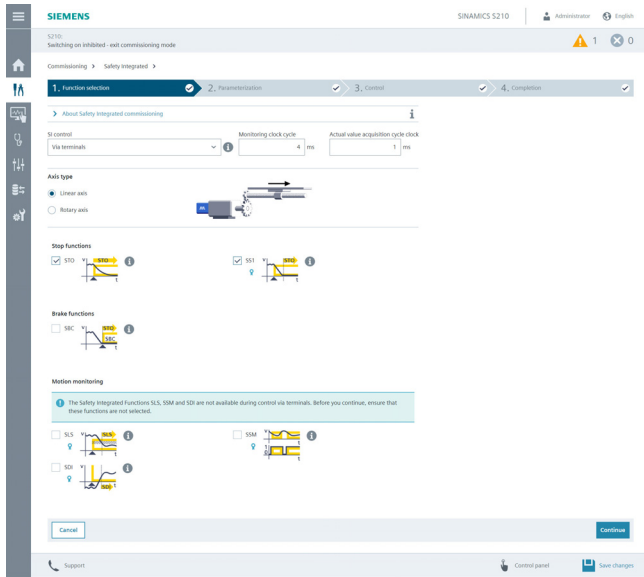 SIEMENS
SINAMICS S210
Administrator
English
S210:
Switching on inhibited - exit commissioning mode
1
0
Commissioning > Safety Integrated >
1. Function selection
2. Parameterization
3. Control
4. Completion
> About Safety Integrated commissioning
SI control
Monitoring clock cycle
Actual value acquisition cycle clock
Via terminals
4 ms
1 ms
Axis type
Linear axis
Rotary axis
m
Stop functions
STO
v STO
t
SS1
v STO
t
Brake functions
SBC
v STO
SBC
t
Motion monitoring
The Safety Integrated Functions SLS, SSM and SDI are not available during control via terminals. Before you continue, ensure that
these functions are not selected.
SLS
v SLS
t
SSM
v
1
0
t
SDI
v
SDI t
Cancel
Continue
Support
Control panel
Save changes